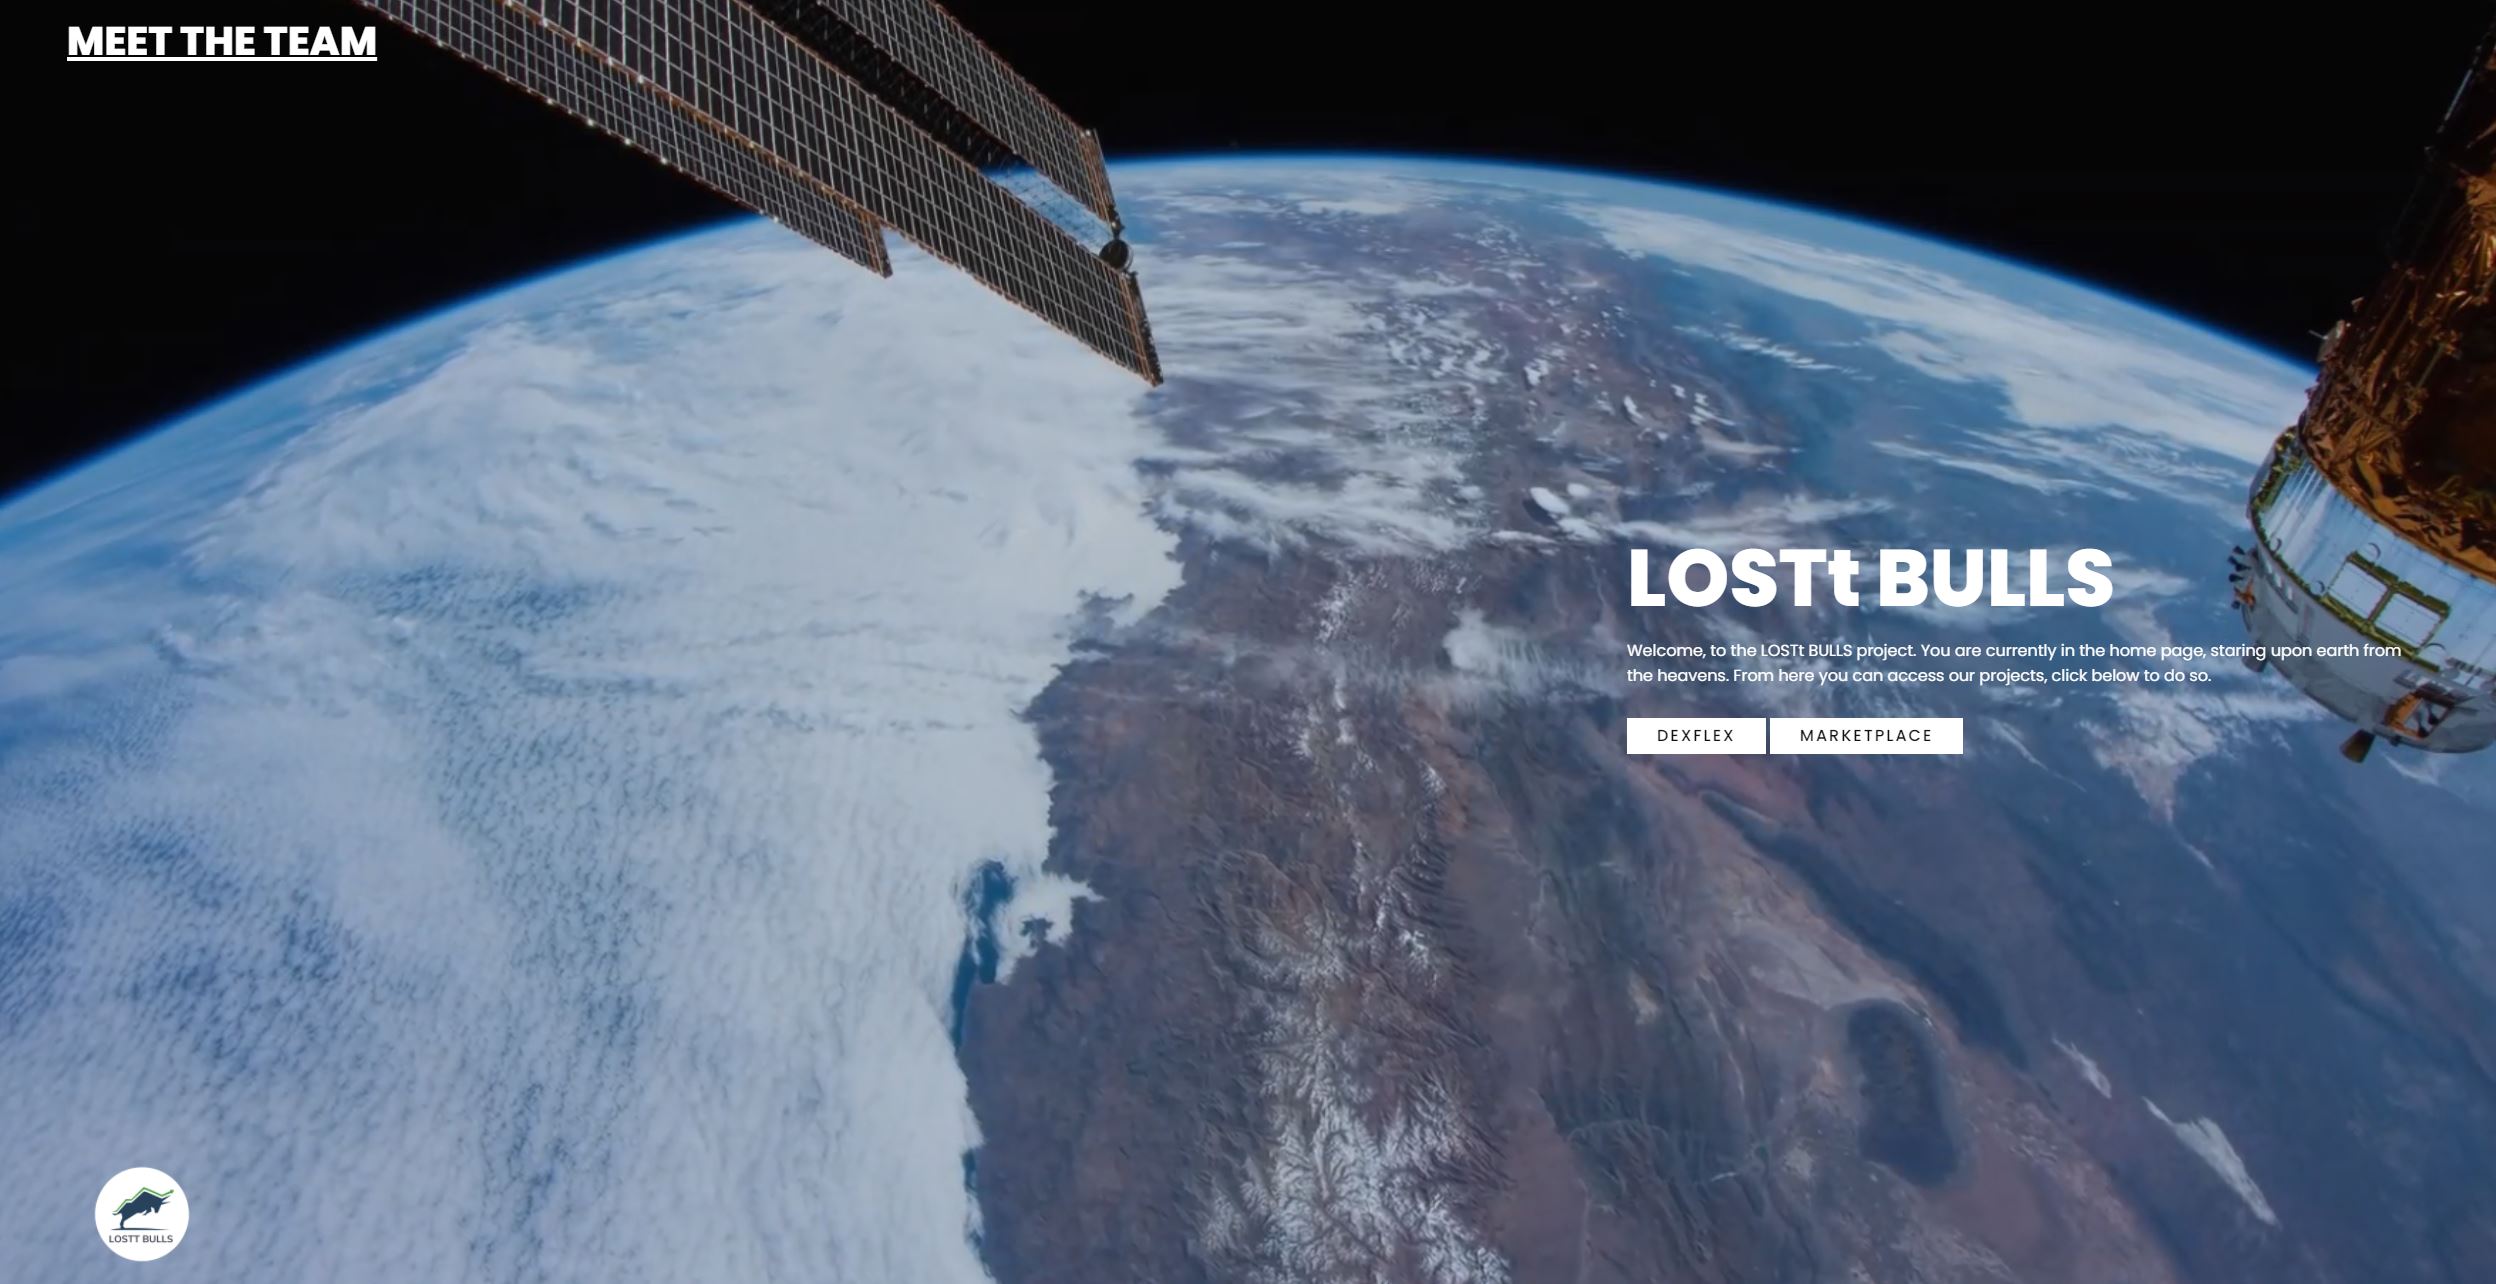 MEET THE TEAM
LOSTt BULLS
Welcome, to the LOSTt BULLS project. You are currently in the home page, staring upon earth from
the heavens. From here you can access our projects, click below to do so.
DEXFLEX MARKETPLACE
LOSTT BULLS